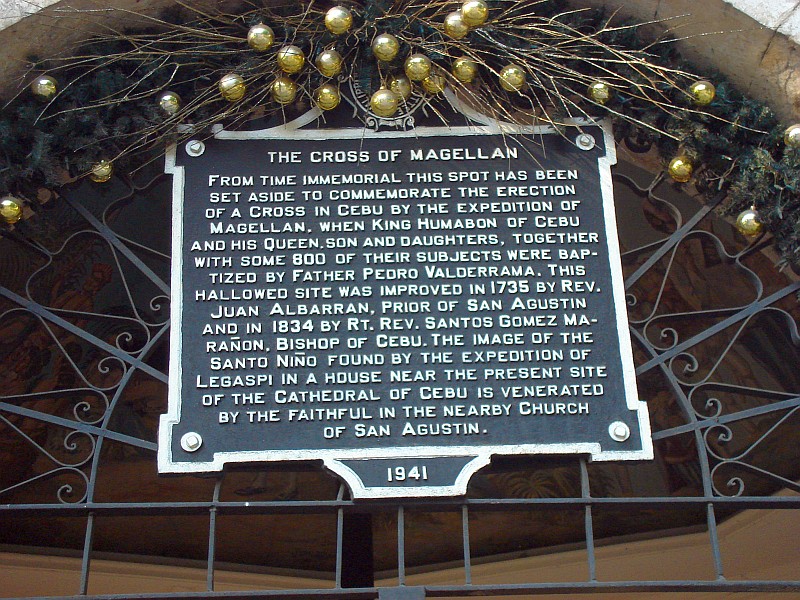 THE CROSS OF MAGELLAN
FROM TIME IMMEMORIAL THIS SPOT HAS BEEN
SET ASIDE TO COMMEMORATE THE ERECTION
OF A CROSS IN CEBU BY THE EXPEDITION OF
MAGELLAN. WHEN KING HUMABON OF CEBU
AND HIS QUEEN, SON AND DAUGHTERS, TOGETHER
WITH SOME 800 OF THEIR SUBJECTS WERE BAP-
TIZED BY FATHER PEDRO VALDERRAMA. THIS
HALLOWED SITE WAS IMPROVED IN 1735 BY REV.
JUAN ALBARRAN, PRIOR OF SAN AGUSTIN
AND IN 1834 BY RT. REV. SANTOS GOMEZ MA-
RAÑON, BISHOP OF CEBU. THE IMAGE OF THE
SANTO NIÑO FOUND BY THE EXPEDITION OF
LEGASPI IN A HOUSE NEAR THE PRESENT SITE
OF THE CATHEDRAL OF CEBU IS VENERATED
BY THE FAITHFUL IN THE NEARBY CHURCH
OF SAN AGUSTIN.
1941